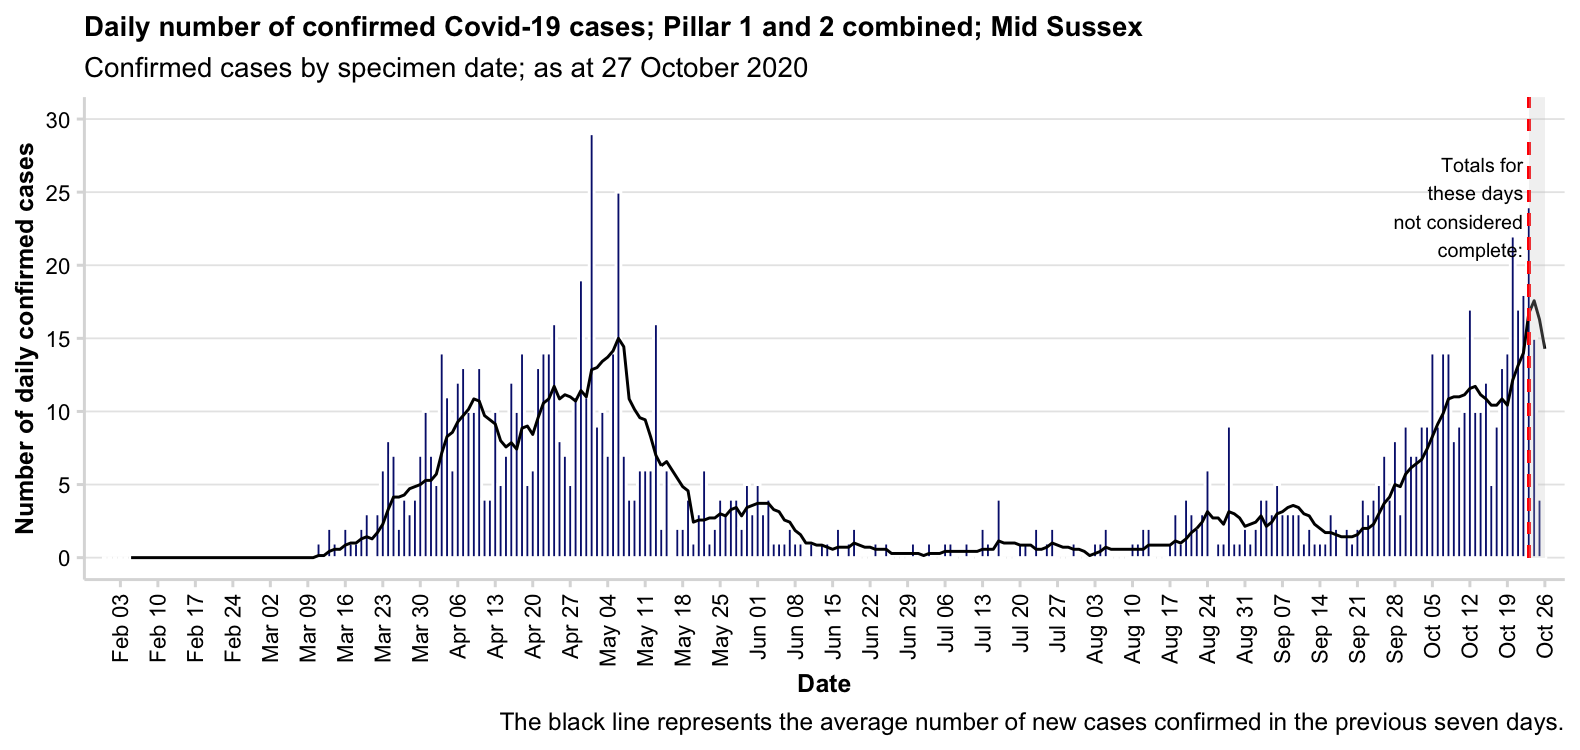 Daily number of confirmed Covid-19 cases; Pillar 1 and 2 combined; Mid Sussex
Confirmed cases by specimen date; as at 27 October 2020
Number of daily confirmed cases
30
25
20
15
10
5
0
Totals for
these days
not considered
complete:
Feb 03
Feb 10
Feb 17
Feb 24
Mar 02
Mar 09
Mar 16
Mar 23
Mar 30
Apr 06
Apr 13
Apr 20
Apr 27
May 04
May 11
May 18
May 25
Jun 01
Jun 08
Jun 15
Jun 22
Jun 29
Jul 06
Jul 13
Jul 20
Jul 27
Aug 03
Aug 10
Aug 17
Aug 24
Aug 31
Sep 07
Sep 14
Sep 21
Sep 28
Oct 05
Oct 12
Oct 19
Oct 26
Date
The black line represents the average number of new cases confirmed in the previous seven days.